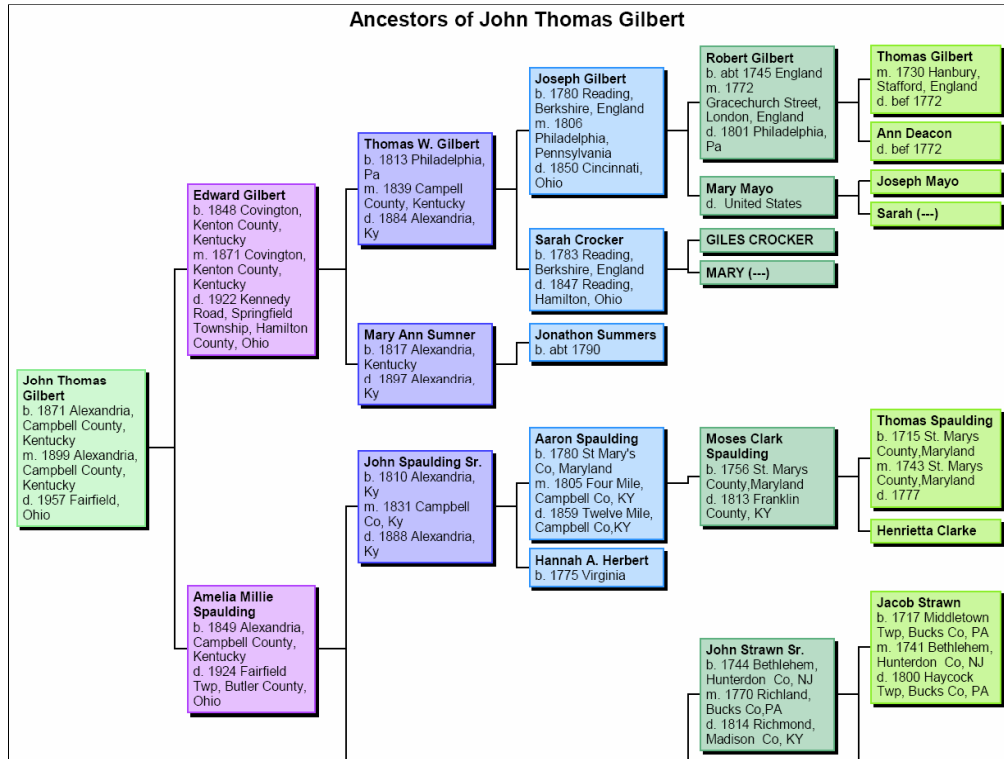 Ancestors of John Thomas Gilbert
John Thomas
Gilbert
b. 1871 Alexandria,
Campbell County,
Kentucky
m. 1899 Alexandria,
Campbell County,
Kentucky
d. 1957 Fairfield,
Ohio
Edward Gilbert
b. 1848 Covington,
Kenton County,
Kentucky
m. 1871 Covington,
Kenton County,
Kentucky
d. 1922 Kennedy
Road, Springfield
Township, Hamilton
County, Ohio
Amelia Millie
Spaulding
b. 1849 Alexandria,
Campbell County,
Kentucky
d. 1924 Fairfield
Twp, Butler County,
Ohio
Thomas W. Gilbert
b. 1813 Philadelphia,
Pa
m. 1839 Campell
County, Kentucky
d. 1884 Alexandria,
Ky
Mary Ann Sumner
b. 1817 Alexandria,
Kentucky
d. 1897 Alexandria,
Ky
John Spaulding Sr.
b. 1810 Alexandria,
Ky
m. 1831 Campbell
Co, Ky
d. 1888 Alexandria,
Ky
Joseph Gilbert
b. 1780 Reading,
Berkshire, England
m. 1806
Philadelphia,
Pennsylvania
d. 1850 Cincinnati,
Ohio
Sarah Crocker
b. 1783 Reading,
Berkshire, England
d. 1847 Reading,
Hamilton, Ohio
Jonathon Summers
b. abt 1790
Aaron Spaulding
b. 1780 St Mary's
Co, Maryland
m. 1805 Four Mile,
Campbell Co, KY
d. 1859 Twelve Mile,
Campbell Co,KY
Hannah A. Herbert
b. 1775 Virginia
Robert Gilbert
b. abt 1745 England
m. 1772
Gracechurch Street,
London, England
d. 1801 Philadelphia,
Pa
Mary Mayo
d.  United States
GILES CROCKER
MARY (---)
Moses Clark
Spaulding
b. 1756 St. Marys
County,Maryland
d. 1813 Franklin
County, KY
John Strawn Sr.
b. 1744 Bethlehem,
Hunterdon  Co, NJ
m. 1770 Richland,
Bucks Co,PA
d. 1814 Richmond,
Madison  Co, KY
Thomas Gilbert
m. 1730 Hanbury,
Stafford, England
d. bef 1772
Ann Deacon
d. bef 1772
Joseph Mayo
Sarah (---)
Thomas Spaulding
b. 1715 St. Marys
County,Maryland
m. 1743 St. Marys
County,Maryland
d. 1777
Henrietta Clarke
Jacob Strawn
b. 1717 Middletown
Twp, Bucks Co, PA
m. 1741 Bethlehem,
Hunterdon  Co, NJ
d. 1800 Haycock
Twp, Bucks Co, PA